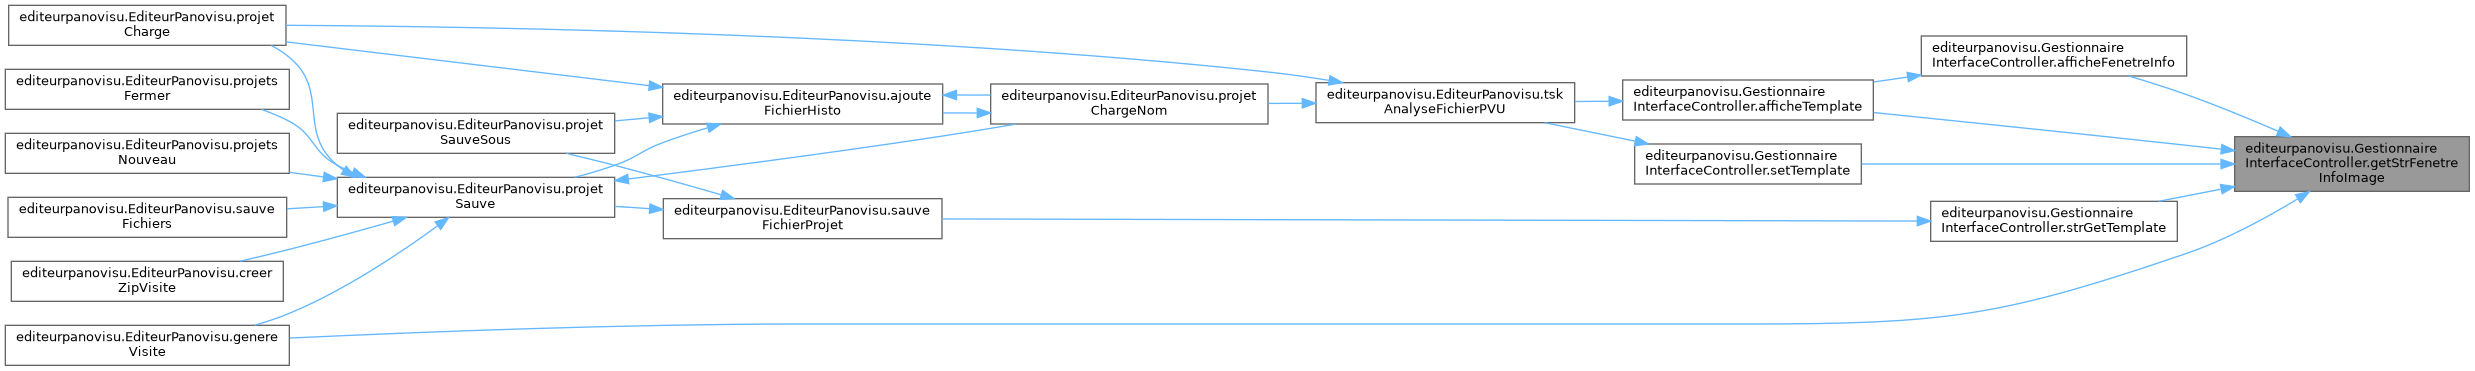 editeurpanovisu.EditeurPanovisu.projet
Charge
editeurpanovisu.EditeurPanovisu.projets
Fermer
editeurpanovisu.EditeurPanovisu.projets
Nouveau
editeurpanovisu.EditeurPanovisu.sauve
Fichiers
editeurpanovisu.EditeurPanovisu.creer
ZipVisite
editeurpanovisu.EditeurPanovisu.genere
Visite
editeurpanovisu.EditeurPanovisu.projet
SauveSous
editeurpanovisu.EditeurPanovisu.projet
Sauve
editeurpanovisu.EditeurPanovisu.ajoute
FichierHisto
editeurpanovisu.EditeurPanovisu.sauve
FichierProjet
editeurpanovisu.EditeurPanovisu.projet
ChargeNom
editeurpanovisu.EditeurPanovisu.tsk
AnalyseFichierPVU
editeurpanovisu.Gestionnaire
InterfaceController.afficheTemplate
editeurpanovisu.Gestionnaire
InterfaceController.setTemplate
editeurpanovisu.Gestionnaire
InterfaceController.afficheFenetreInfo
editeurpanovisu.Gestionnaire
InterfaceController.strGetTemplate
editeurpanovisu.Gestionnaire
InterfaceController.getStrFenetre
InfoImage